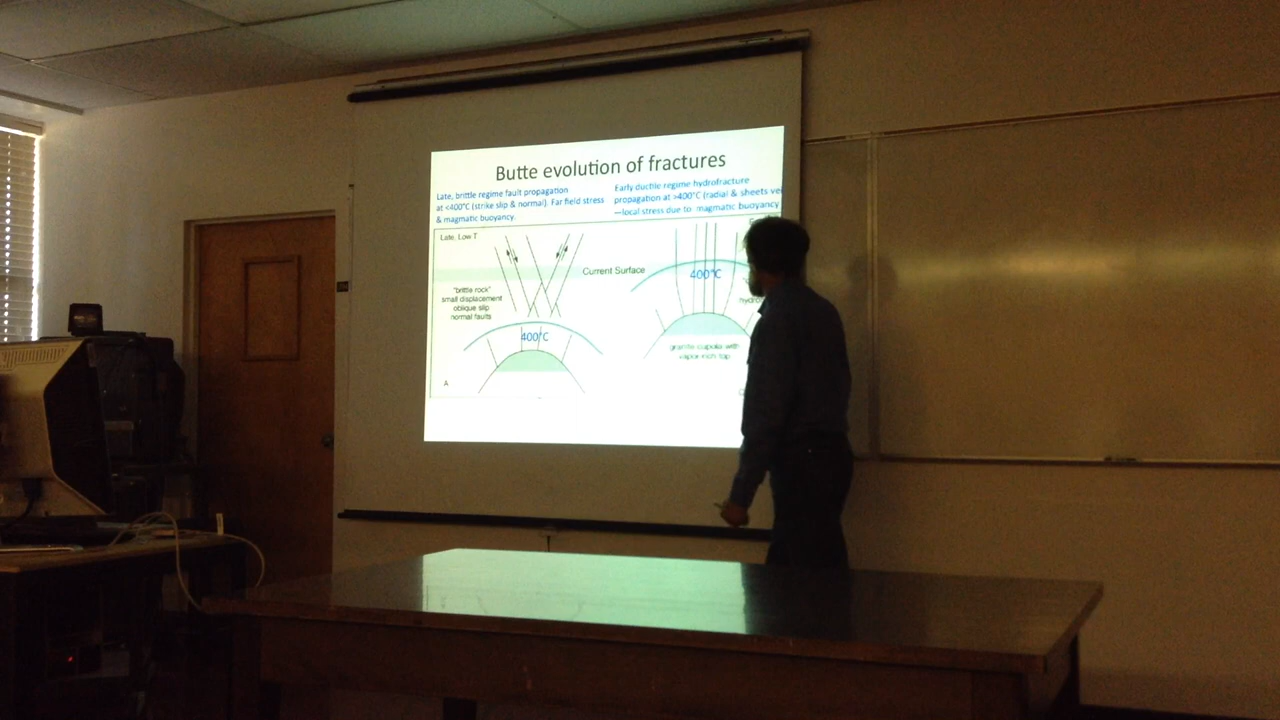 Butte evolution of fractures
Late, brittle regime fault propagation
at <400°C (strike slip & normal). Far field stress
& magmatic buoyancy.
Early ductile regime hydrofracture
propagation at >400°C (radial & sheets vei
—local stress due to magmatic buoyancy
Late, Low T
Current Surface
"brittle rock"
small displacement
oblique slip
normal faults
400°C
A
400°C
granite cupola with
vapor-rich top